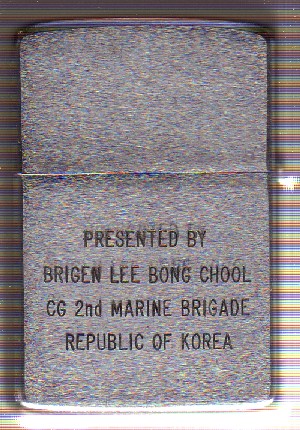 PRESENTED BY
BRIGEN LEE BONG CHOOL
CG 2nd MARINE BRIGADE
REPUBLIC OF KOREA